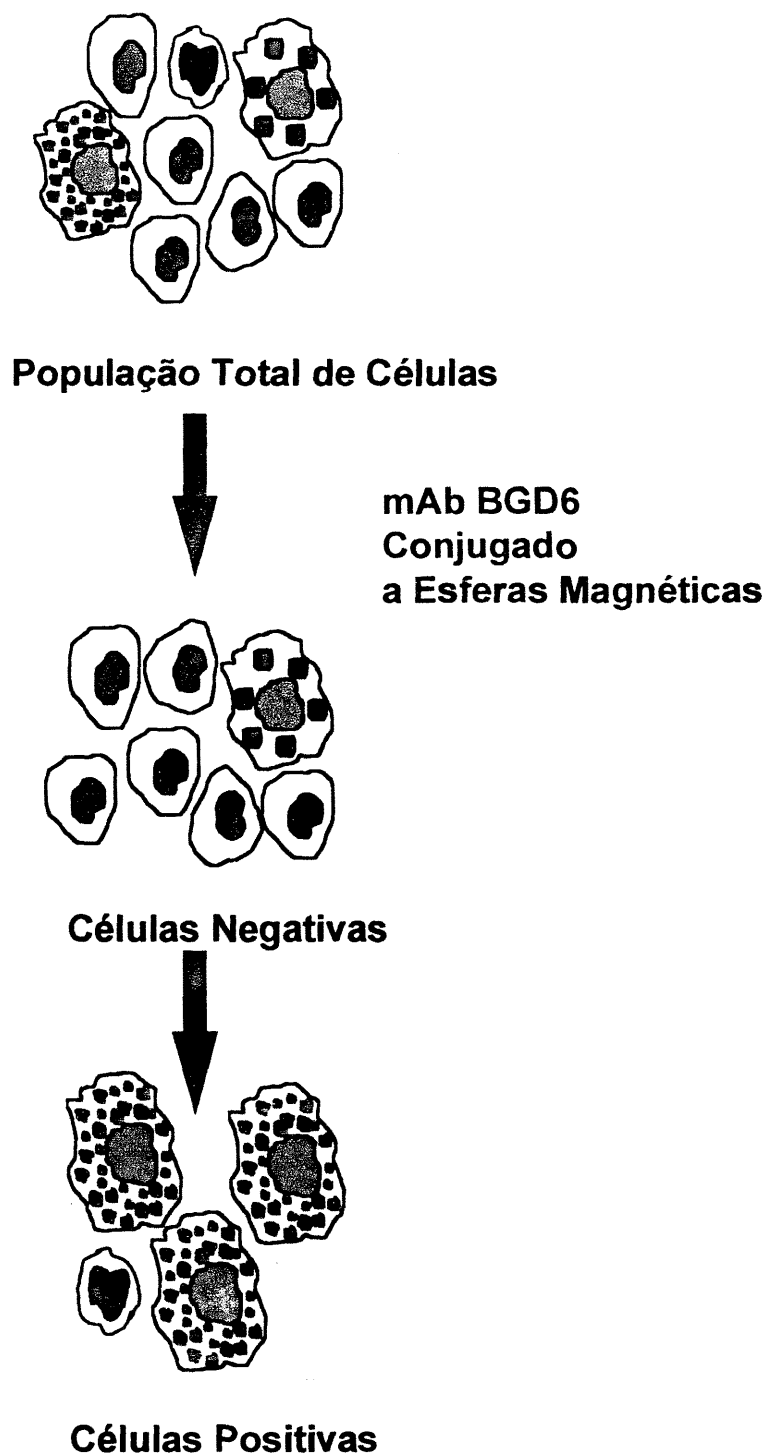 População Total de Células
mAb BGD6
Conjugado
a Esferas Magnéticas
Células Negativas
Células Positivas